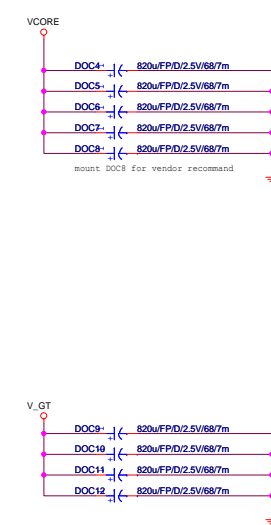 VCORE
DOC4 820u/FP/D/2.5V/68/7m
DOC5 820u/FP/D/2.5V/68/7m
DOC6 820u/FP/D/2.5V/68/7m
DOC7 820u/FP/D/2.5V/68/7m
DOC8 820u/FP/D/2.5V/68/7m
mount DOC8 for vendor recommand
V_GT
DOC9 820u/FP/D/2.5V/68/7m
DOC10 820u/FP/D/2.5V/68/7m
DOC11 820u/FP/D/2.5V/68/7m
DOC12 820u/FP/D/2.5V/68/7m